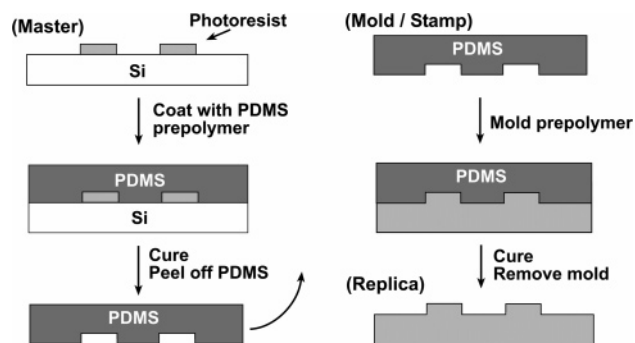 (Master)
Photoresist
Si
Coat with PDMS
prepolymer
PDMS
Si
Cure
Peel off PDMS
PDMS
(Mold / Stamp)
PDMS
Mold prepolymer
PDMS
Cure
Remove mold
(Replica)